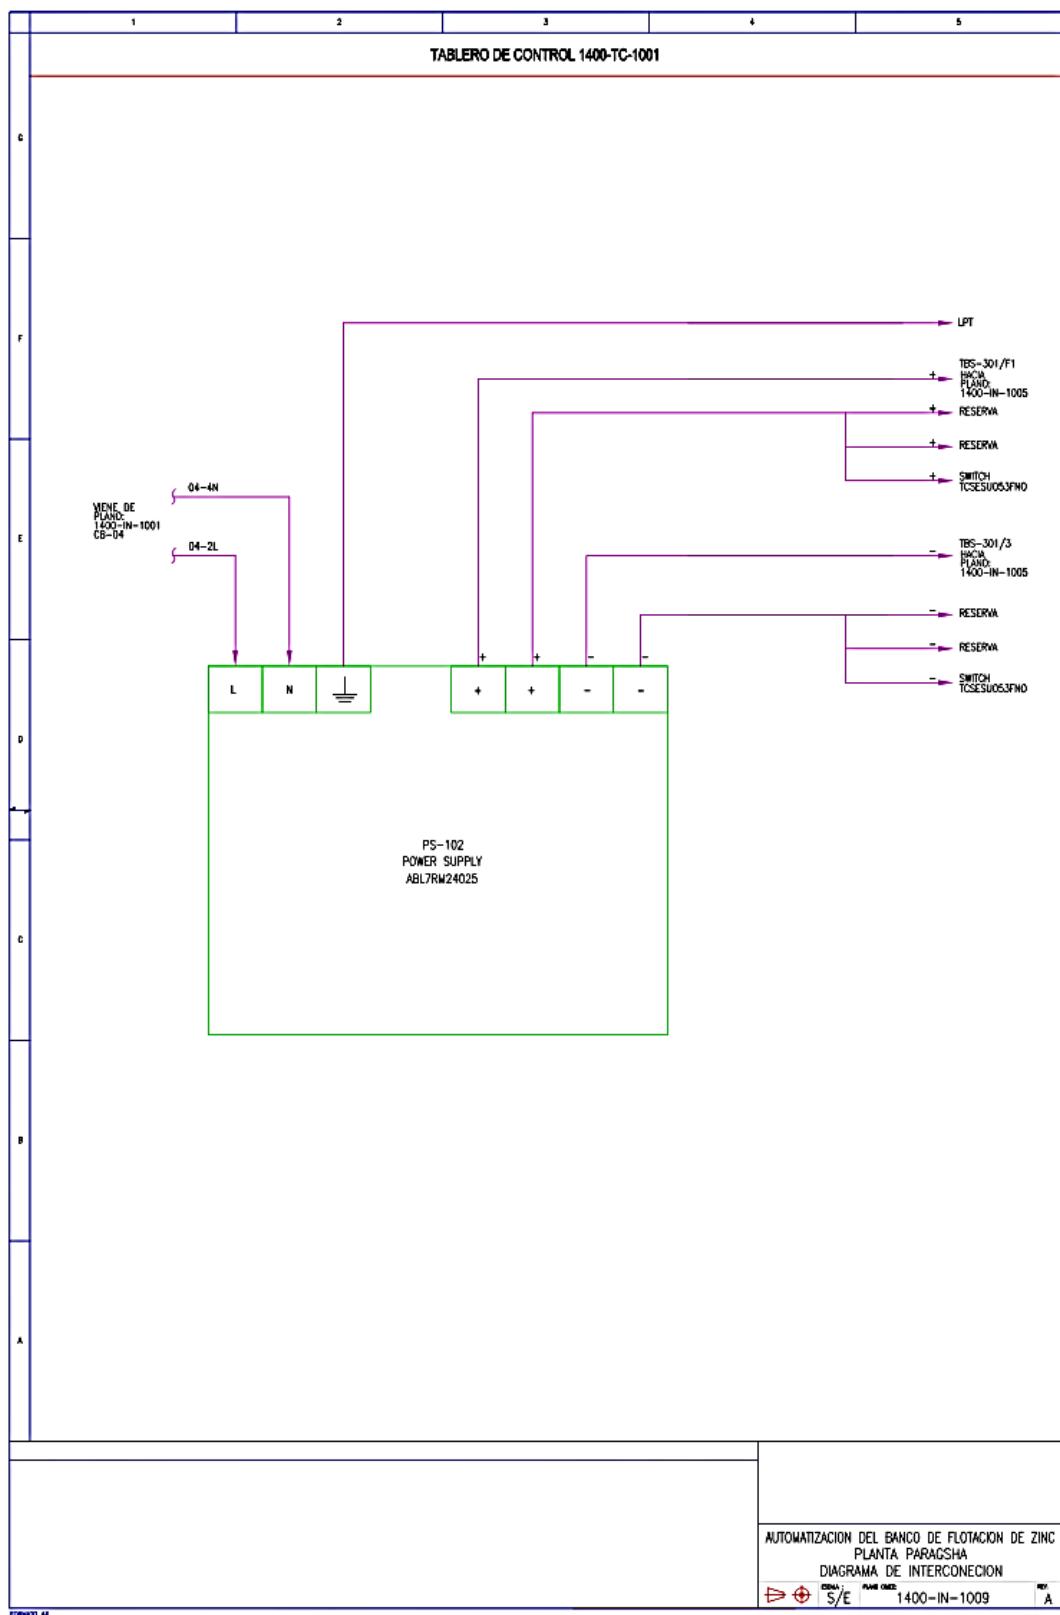 1 2 3 4 5
TABLERO DE CONTROL 1400-TC-1001
G
F
LPT
TBS-301/F1
+ HACIA
PLANO:
1400-IN-1005
+ RESERVA
+ RESERVA
+ SWITCH
TCSESU053FN0
04-4N
VIENE DE
PLANO:
1400-IN-1001
CB-04
E
04-2L
TBS-301/3
- HACIA
PLANO:
1400-IN-1005
- RESERVA
- RESERVA
- SWITCH
TCSESU053FN0
+ + - -
L N + + - -
D
PS-102
POWER SUPPLY
ABL7RM24025
C
B
A
AUTOMATIZACION DEL BANCO DE FLOTACION DE ZINC
PLANTA PARAGSHA
DIAGRAMA DE INTERCONECION
S/E 1400-IN-1009 A